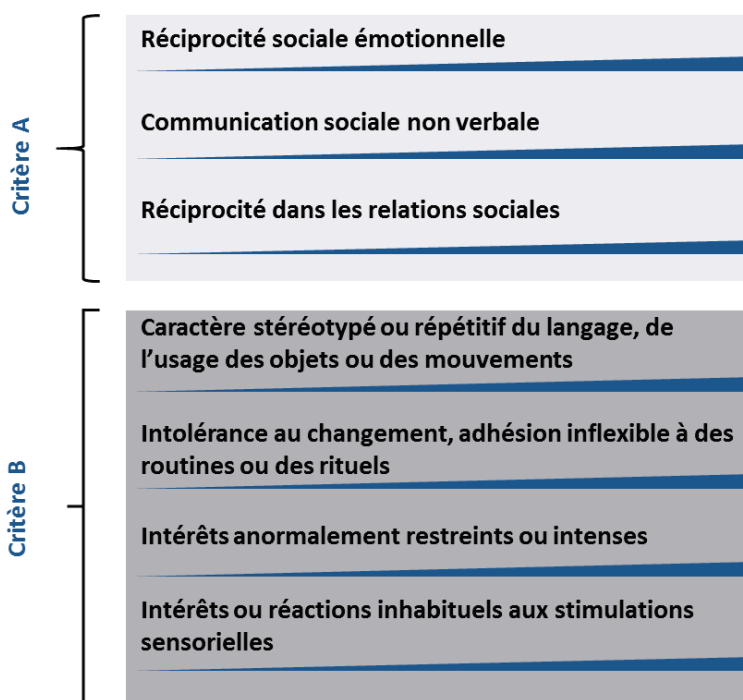 Critère A
Réciprocité sociale émotionnelle
Communication sociale non verbale
Réciprocité dans les relations sociales
Critère B
Caractère stéréotypé ou répétitif du langage, de
l’usage des objets ou des mouvements
Intolérance au changement, adhésion inflexible à des
routines ou des rituels
Intérêts anormalement restreints ou intenses
Intérêts ou réactions inhabituels aux stimulations
sensorielles